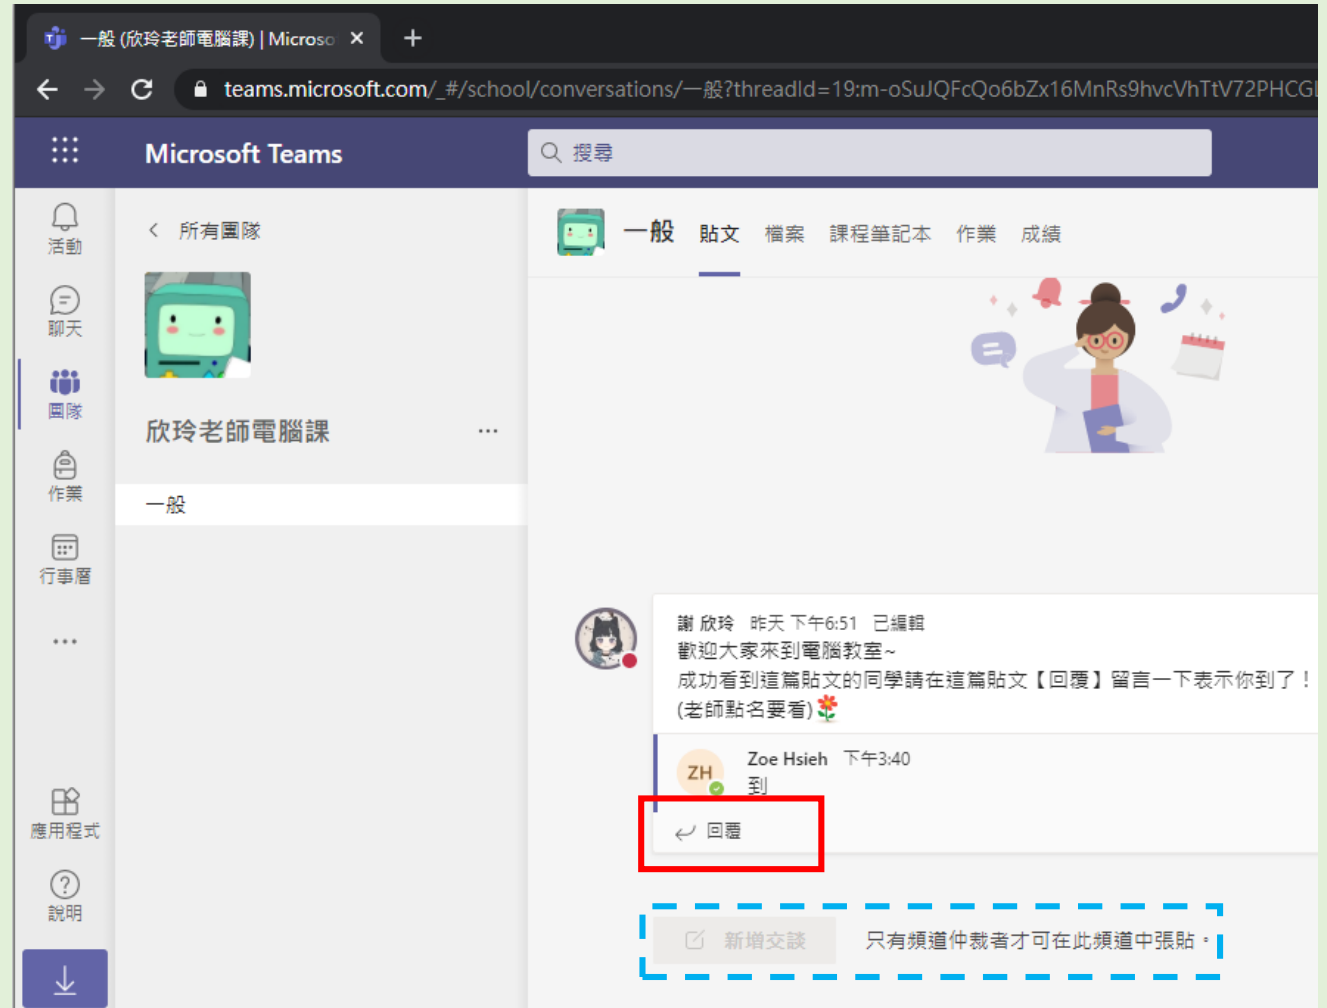 一般 (欣玲老師電腦課) | Microso
teams.microsoft.com/_#/school/conversations/一般?threadId=19:m-oSuJQFcQo6bZx16MnRs9hvcVhTtV72PHCG
Microsoft Teams
搜尋
活動
聊天
團隊
作業
行事曆
應用程式
說明
所有團隊
欣玲老師電腦課
一般
一般 貼文 檔案 課程筆記本 作業 成績
謝 欣玲 昨天 下午6:51 已編輯
歡迎大家來到電腦教室~
成功看到這篇貼文的同學請在這篇貼文【回覆】留言一下表示你到了！
(老師點名要看)
ZH
Zoe Hsieh 下午3:40
到
回覆
新增交談 只有頻道仲裁者才可在此頻道中張貼。